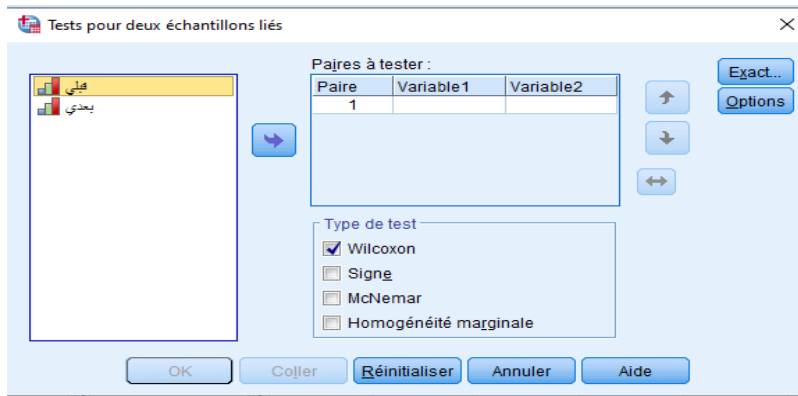 Tests pour deux échantillons liés
قبلي
بعدي
Paires à tester :
Paire Variable1 Variable2
1
Exact...
Options
Type de test
Wilcoxon
Signe
McNemar
Homogénéité marginale
OK Coller Réinitialiser Annuler Aide